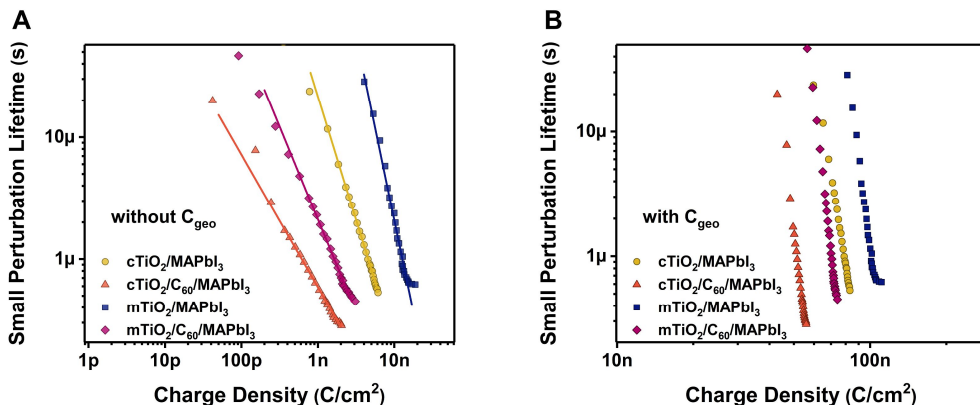 A
B
Small Perturbation Lifetime (s)
10µ
1µ
without Cgeo
cTiO2/MAPbI3
cTiO2/C60/MAPbI3
mTiO2/MAPbI3
mTiO2/C60/MAPbI3
1p 10p 100p 1n 10n
Charge Density (C/cm²)
Small Perturbation Lifetime (s)
10µ
1µ
with Cgeo
cTiO2/MAPbI3
cTiO2/C60/MAPbI3
mTiO2/MAPbI3
mTiO2/C60/MAPbI3
10n 100n
Charge Density (C/cm²)